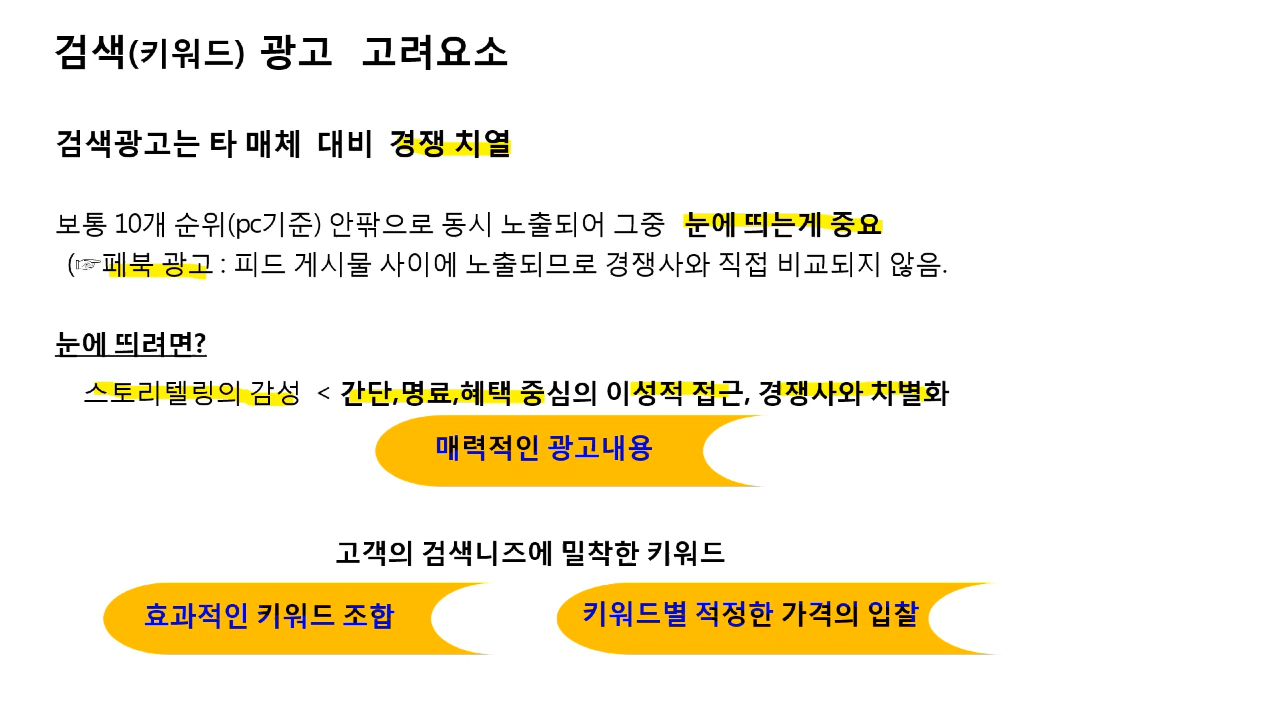 검색(키워드) 광고 고려요소
검색광고는 타 매체 대비 경쟁 치열
보통 10개 순위(pc기준) 안팎으로 동시 노출되어 그중 눈에 띄는게 중요
(☞페북 광고 : 피드 게시물 사이에 노출되므로 경쟁사와 직접 비교되지 않음.
눈에 띄려면?
스토리텔링의 감성 < 간단,명료,혜택 중심의 이성적 접근, 경쟁사와 차별화
매력적인 광고내용
고객의 검색니즈에 밀착한 키워드
효과적인 키워드 조합
키워드별 적정한 가격의 입찰